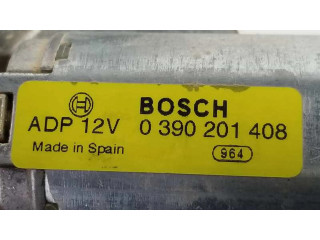 BOSCH
ADP 12V 0 390 201 408
Made in Spain 964